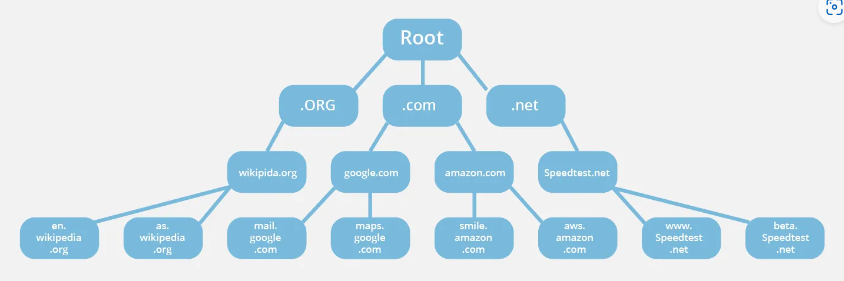 Root
.ORG
.com
.net
wikipida.org
google.com
amazon.com
Speedtest.net
en.
wikipedia
.org
as.
wikipedia
.org
mail.
google
.com
maps.
google
.com
smile.
amazon
.com
aws.
amazon
.com
www.
Speedtest
.net
beta.
Speedtest
.net